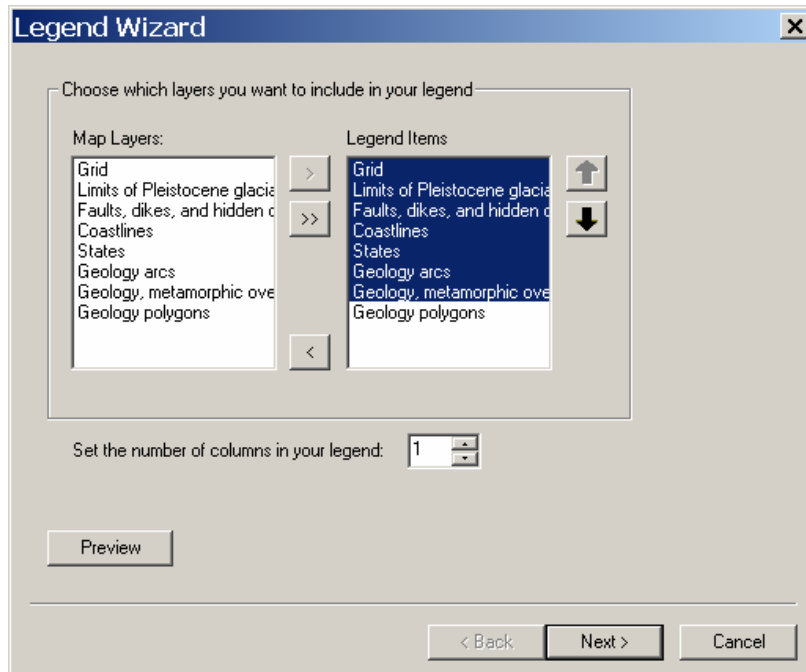 Legend Wizard
Choose which layers you want to include in your legend
Map Layers:
Grid
Limits of Pleistocene glacia
Faults, dikes, and hidden c
Coastlines
States
Geology arcs
Geology, metamorphic ove
Geology polygons
>
>>
<
Legend Items
Grid
Limits of Pleistocene glacia
Faults, dikes, and hidden c
Coastlines
States
Geology arcs
Geology, metamorphic ove
Geology polygons
Set the number of columns in your legend: 1
Preview
< Back Next > Cancel